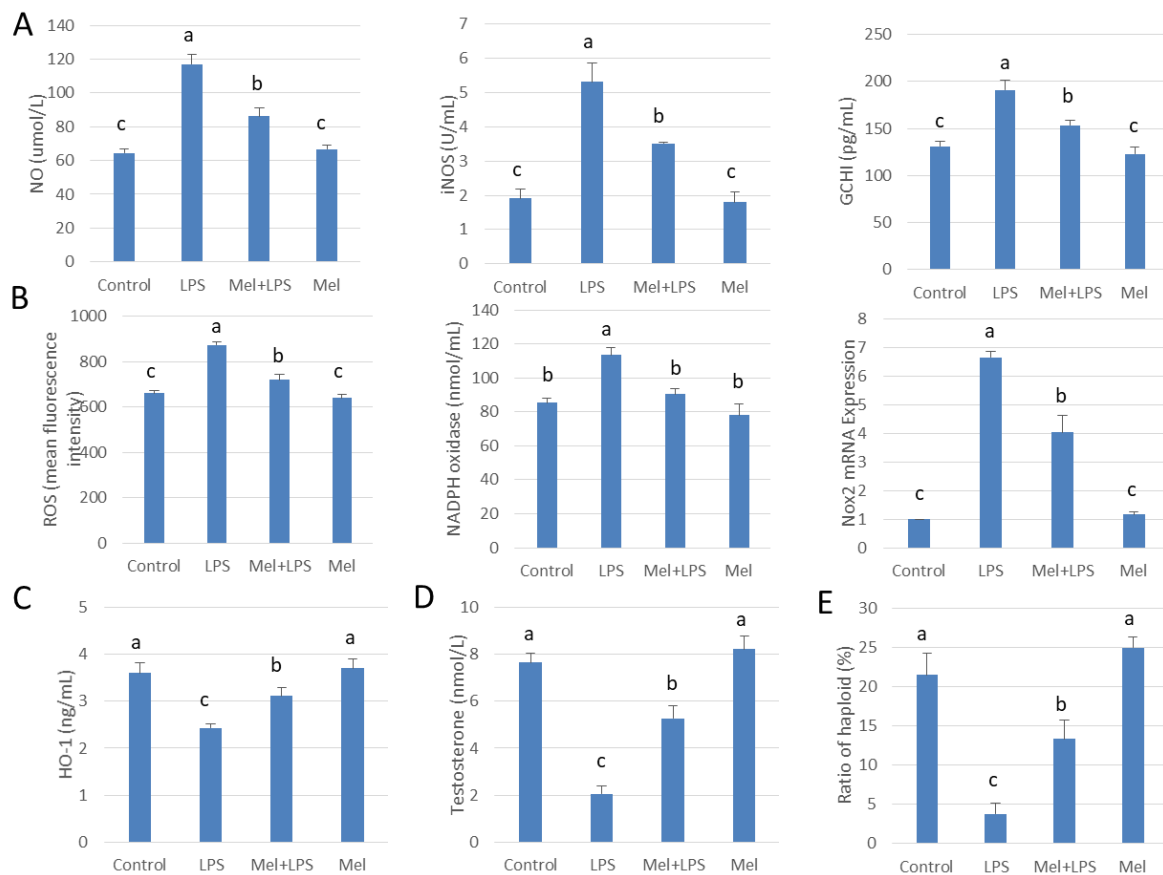 A
NO (umol/L)
140
120
100
80
60
40
20
0
c
a
b
c
Control LPS Mel+LPS Mel
iNOS (U/mL)
7
6
5
4
3
2
1
0
c
a
b
c
Control LPS Mel+LPS Mel
GCHI (pg/mL)
250
200
150
100
50
0
c
a
b
c
Control LPS Mel+LPS Mel
B
ROS (mean fluorescence
intensity)
1000
800
600
400
200
0
c
a
b
c
Control LPS Mel+LPS Mel
NADPH oxidase (nmol/mL)
140
120
100
80
60
40
20
0
b
a
b
b
Control LPS Mel+LPS Mel
Nox2 mRNA Expression
8
7
6
5
4
3
2
1
0
c
a
b
c
Control LPS Mel+LPS Mel
C
HO-1 (ng/mL)
5
4
3
2
1
0
a
c
b
a
Control LPS Mel+LPS Mel
D
Testosterone (nmol/L)
10
8
6
4
2
0
a
c
b
a
Control LPS Mel+LPS Mel
E
Ratio of haploid (%)
30
25
20
15
10
5
0
a
c
b
a
Control LPS Mel+LPS Mel